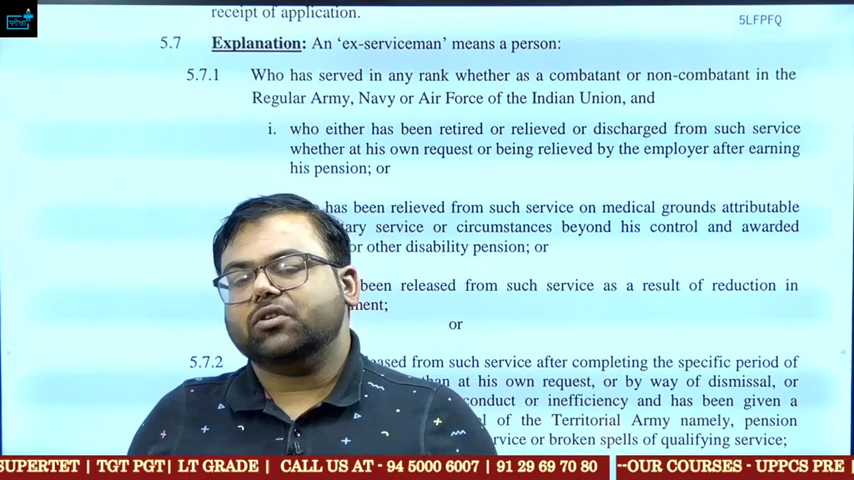 परीक्षा
receipt of application.
5LFPFQ
5.7 Explanation: An ‘ex-serviceman’ means a person:
5.7.1 Who has served in any rank whether as a combatant or non-combatant in the
Regular Army, Navy or Air Force of the Indian Union, and
i. who either has been retired or relieved or discharged from such service
whether at his own request or being relieved by the employer after earning
his pension; or
has been relieved from such service on medical grounds attributable
service or circumstances beyond his control and awarded
or other disability pension; or
been released from such service as a result of reduction in
or
5.7.2 from such service after completing the specific period of
at his own request, or by way of dismissal, or
or inefficiency and has been given a
of the Territorial Army namely, pension
or broken spells of qualifying service;
SUPERTET | TGT PGT| LT GRADE | CALL US AT - 94 5000 6007 | 91 29 69 70 80 --OUR COURSES - UPPCS PRE |